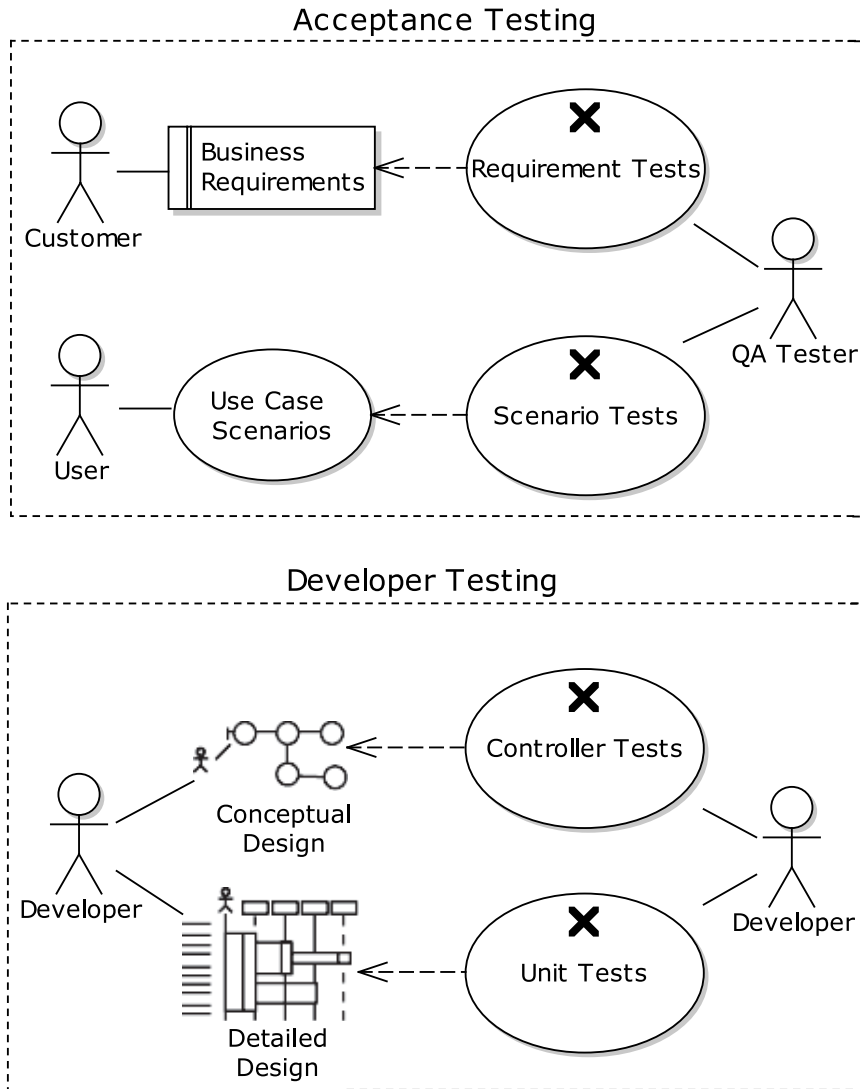 Acceptance Testing
Business
Requirements
Requirement Tests
Customer
QA Tester
Use Case
Scenarios
Scenario Tests
User
Developer Testing
Controller Tests
Conceptual
Design
Developer
Developer
Unit Tests
Detailed
Design